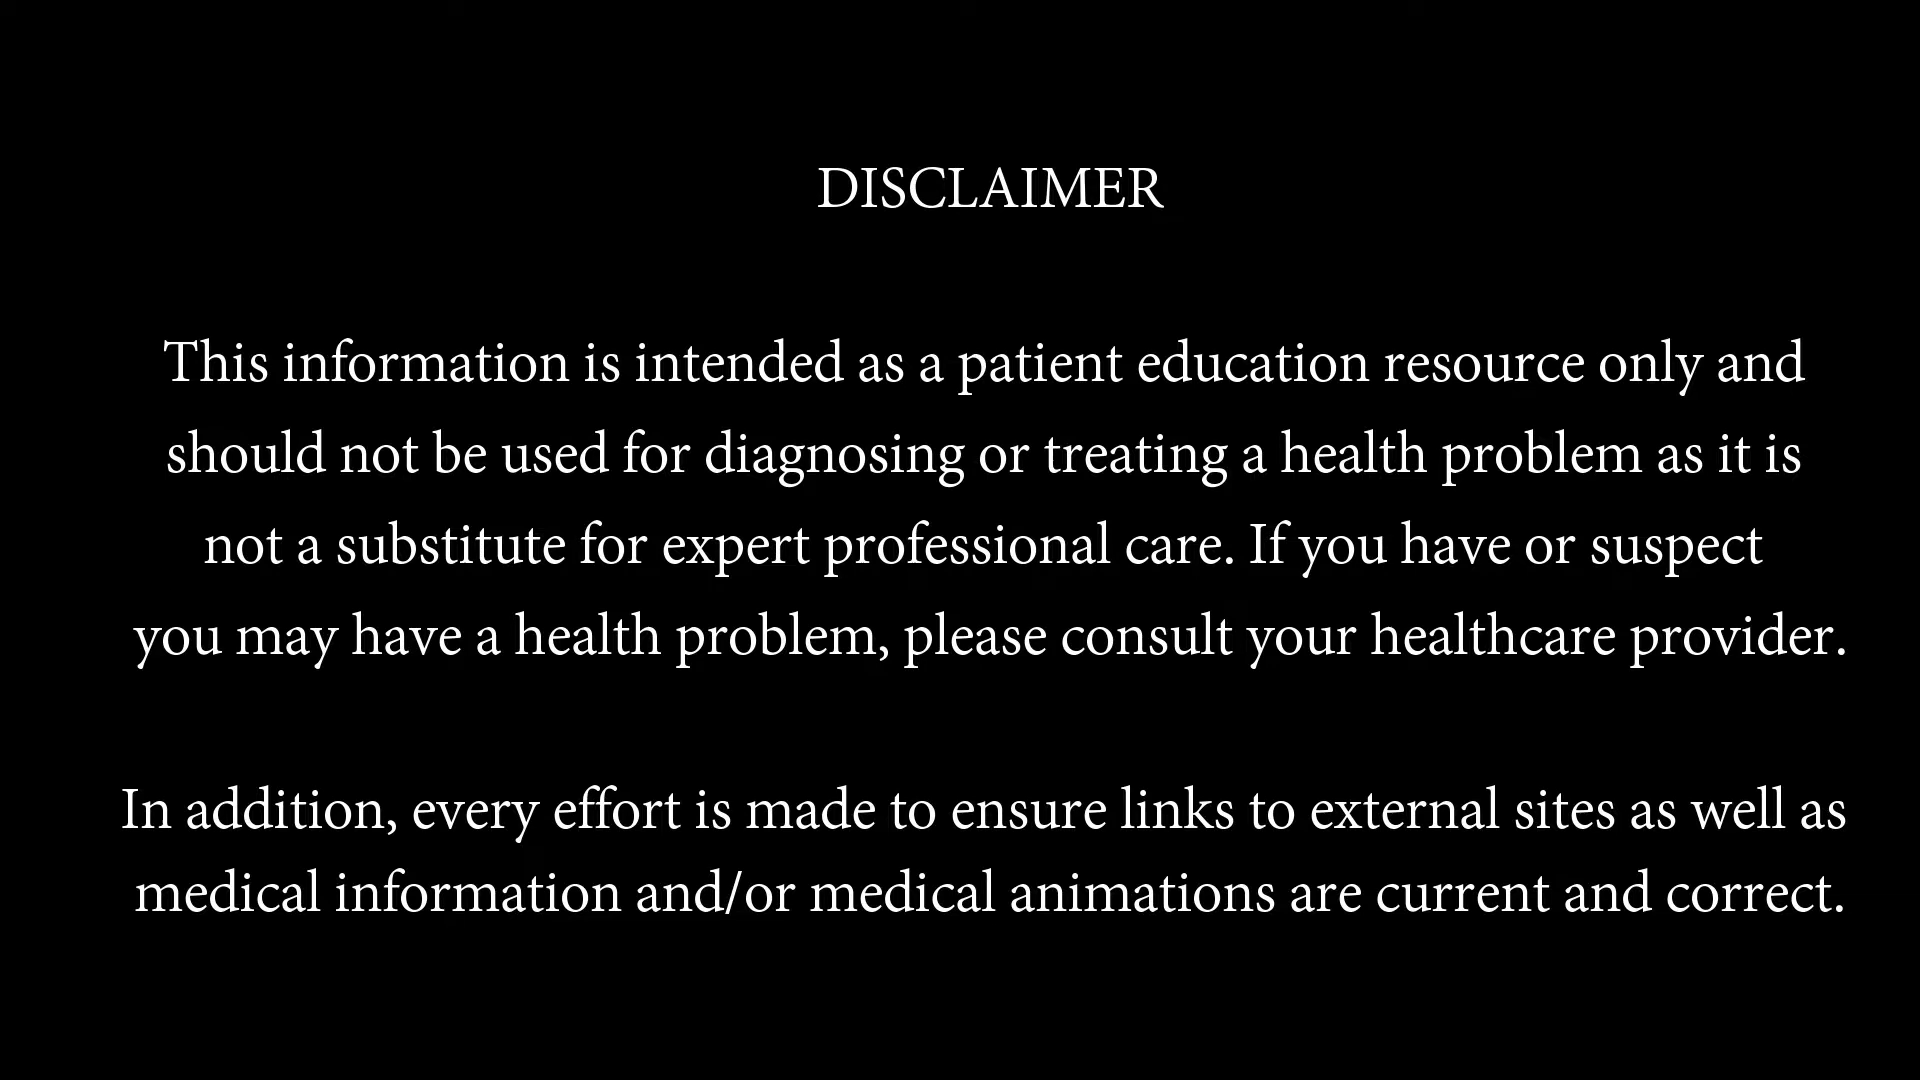 DISCLAIMER
This information is intended as a patient education resource only and
should not be used for diagnosing or treating a health problem as it is
not a substitute for expert professional care. If you have or suspect
you may have a health problem, please consult your healthcare provider.
In addition, every effort is made to ensure links to external sites as well as
medical information and/or medical animations are current and correct.